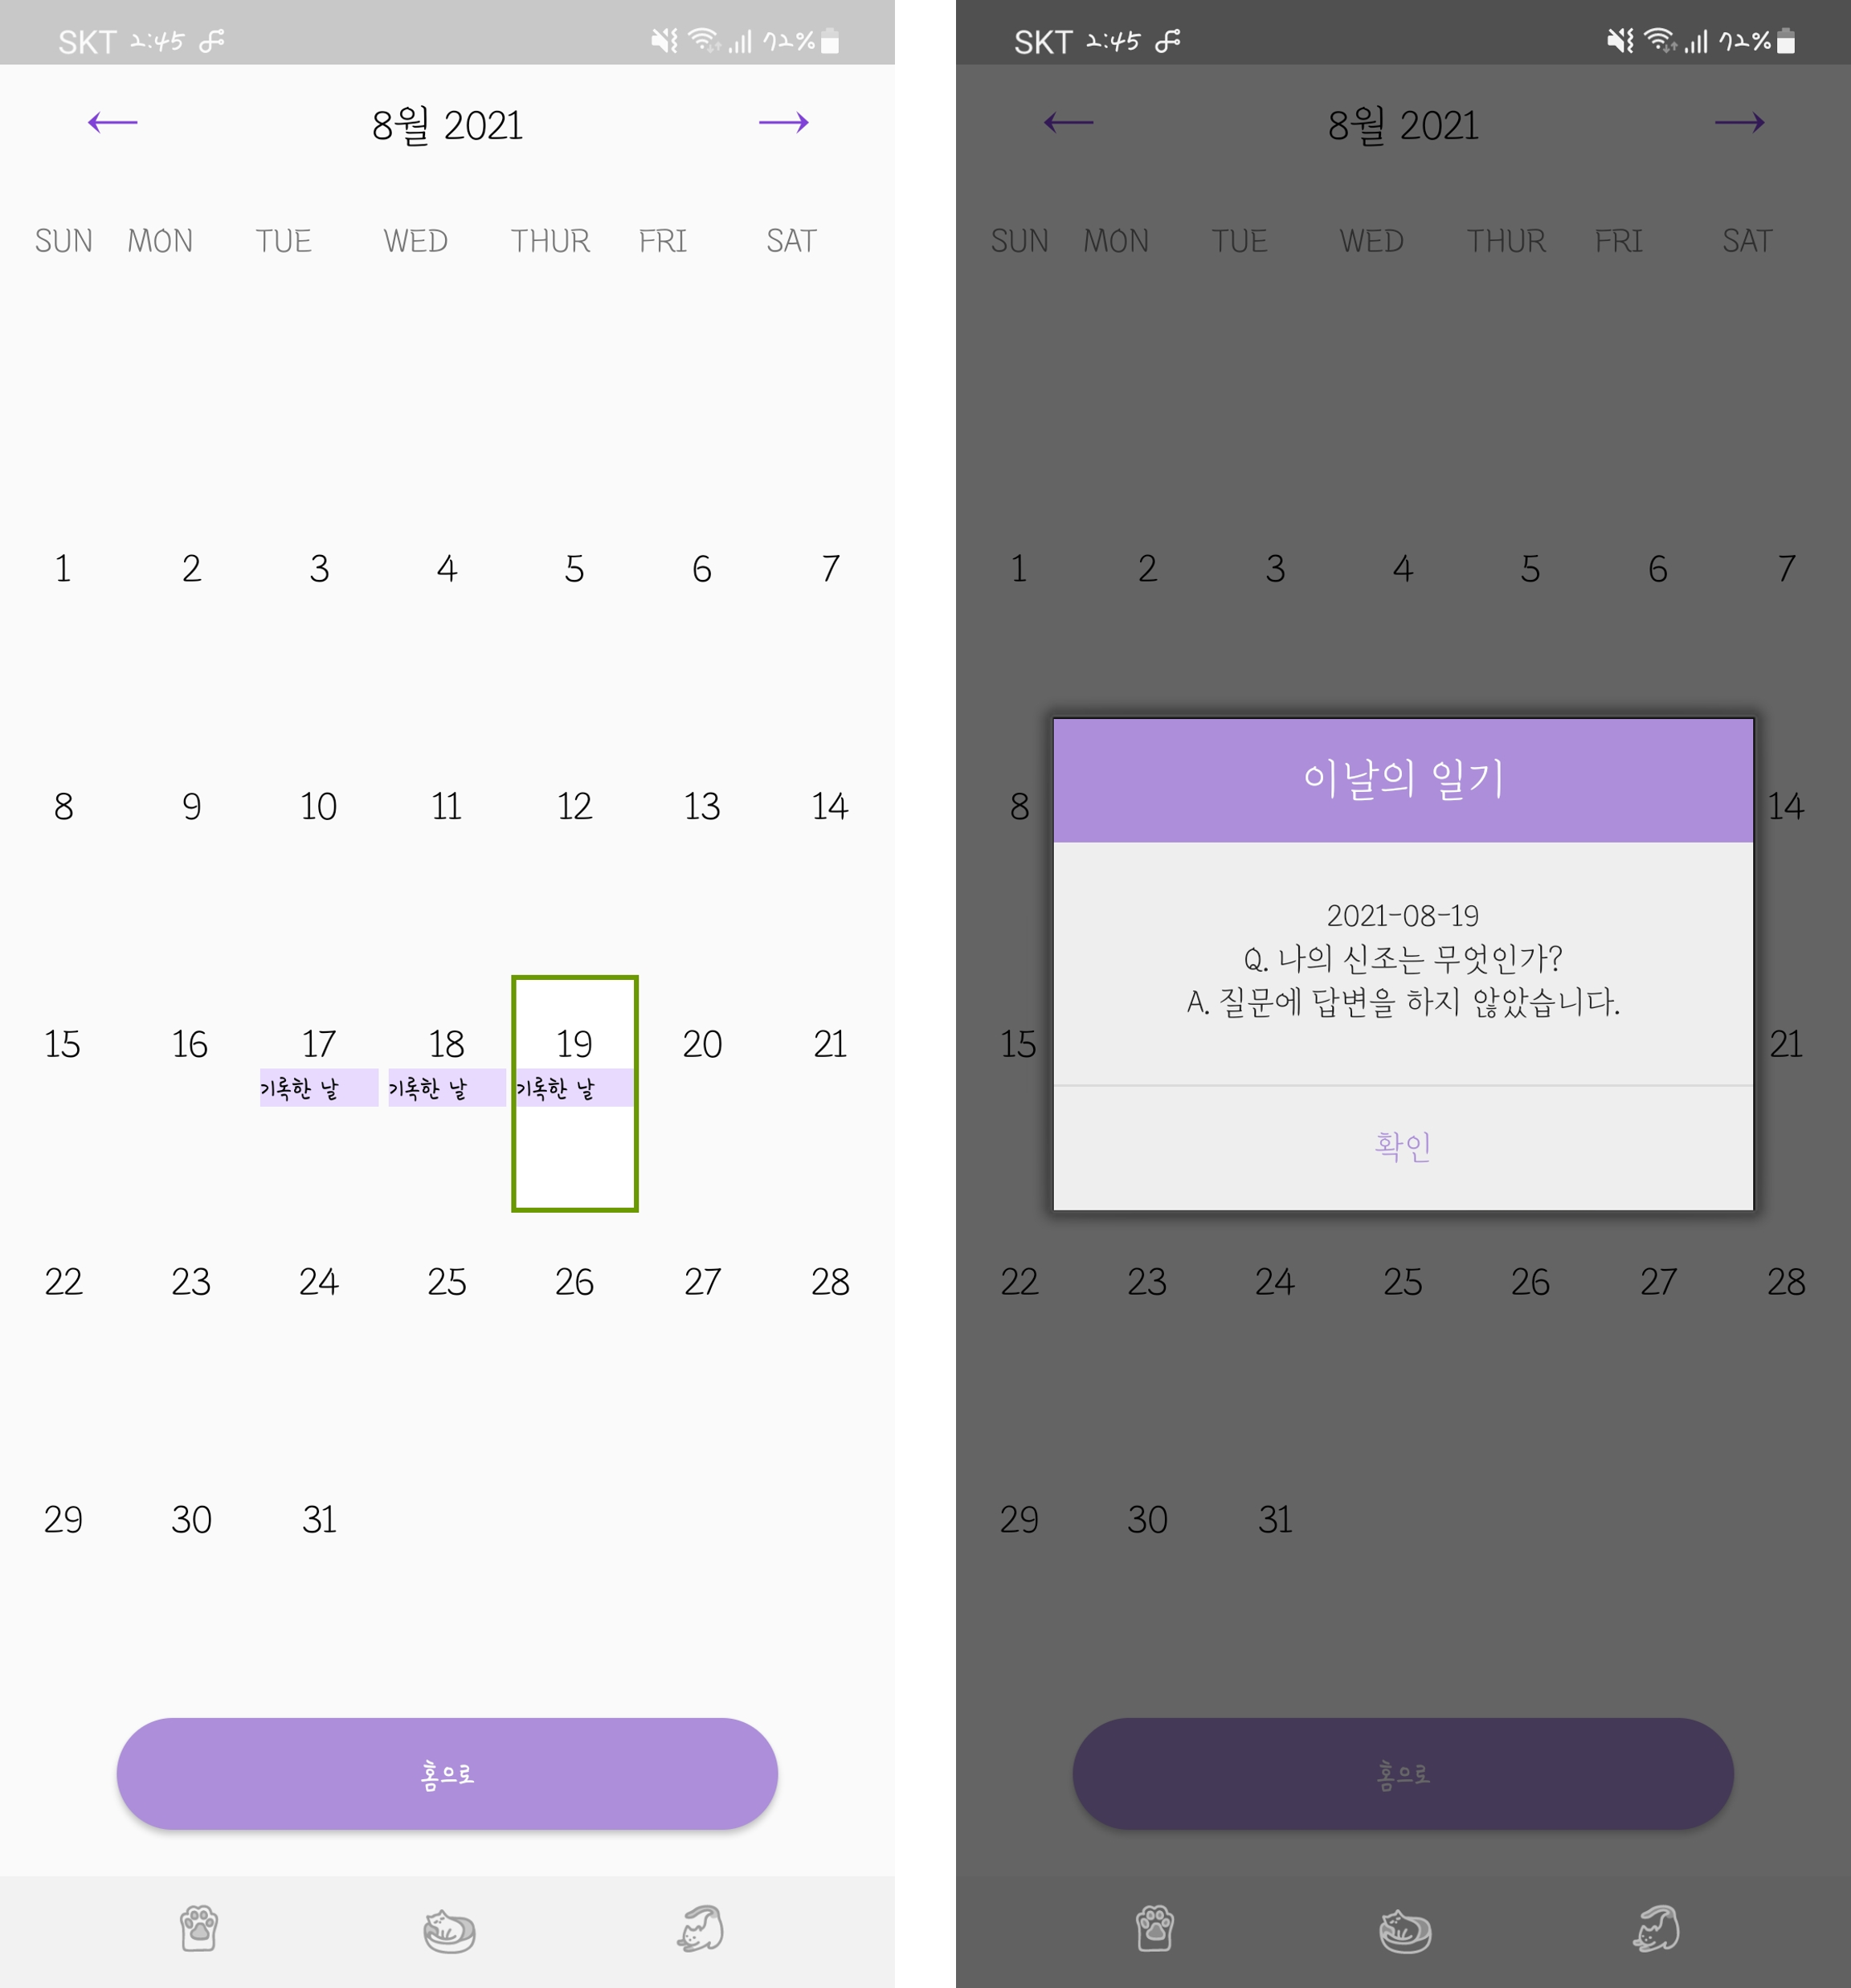 SKT 2:45 72%
8월 2021
SUN MON TUE WED THUR FRI SAT
1 2 3 4 5 6 7
8 9 10 11 12 13 14
15 16 17 18 19 20 21
기록한 날 기록한 날 기록한 날
22 23 24 25 26 27 28
29 30 31
홈으로
SKT 2:45 72%
8월 2021
SUN MON TUE WED THUR FRI SAT
1 2 3 4 5 6 7
8 14
이날의 일기
2021-08-19
Q. 나의 신조는 무엇인가?
A. 질문에 답변을 하지 않았습니다.
15 21
확인
22 23 24 25 26 27 28
29 30 31
홈으로